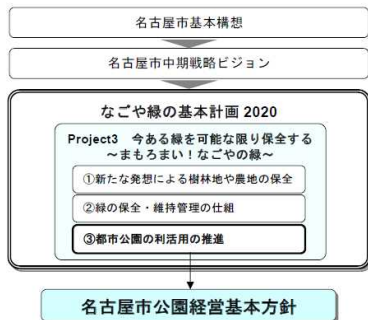 名古屋市基本構想
名古屋市中期戦略ビジョン
なごや緑の基本計画 2020
Project3 今ある緑を可能な限り保全する
～まもろまい！なごやの緑～
①新たな発想による樹林地や農地の保全
②緑の保全・維持管理の仕組
③都市公園の利活用の推進
名古屋市公園経営基本方針